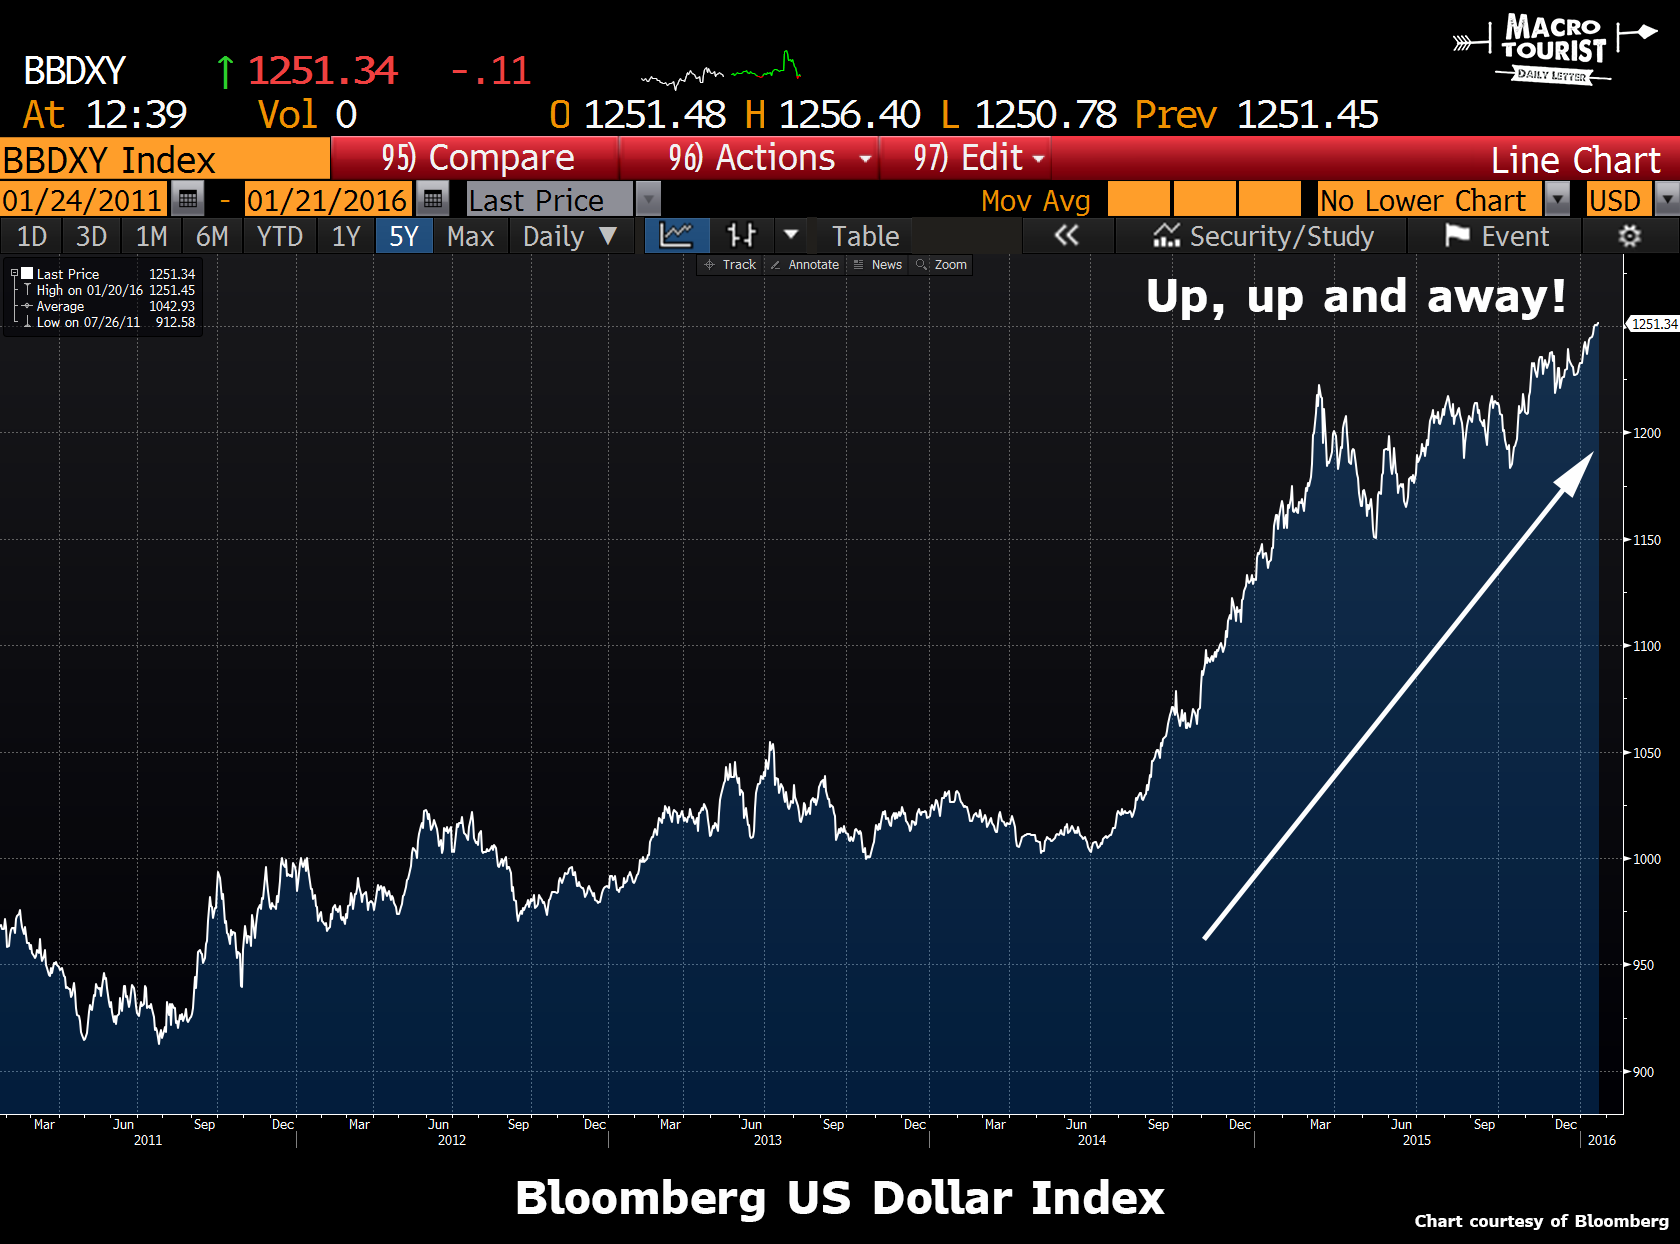 MACRO
TOURIST
DAILY LETTER
BBDXY ↑ 1251.34 -.11
At 12:39 Vol 0 O 1251.48 H 1256.40 L 1250.78 Prev 1251.45
BBDXY Index 95) Compare 96) Actions 97) Edit Line Chart
01/24/2011 - 01/21/2016 Last Price Mov Avg No Lower Chart USD
1D 3D 1M 6M YTD 1Y 5Y Max Daily ▼ Table « Security/Study Event
Track Annotate News Zoom
Last Price 1251.34
High on 01/20/16 1251.45
Average 1042.93
Low on 07/26/11 912.58
Up, up and away!
1251.34
1200
1150
1100
1050
1000
950
900
Mar Jun Sep Dec Mar Jun Sep Dec Mar Jun Sep Dec Mar Jun Sep Dec Mar Jun Sep Dec
2011 2012 2013 2014 2015 2016
Bloomberg US Dollar Index
Chart courtesy of Bloomberg